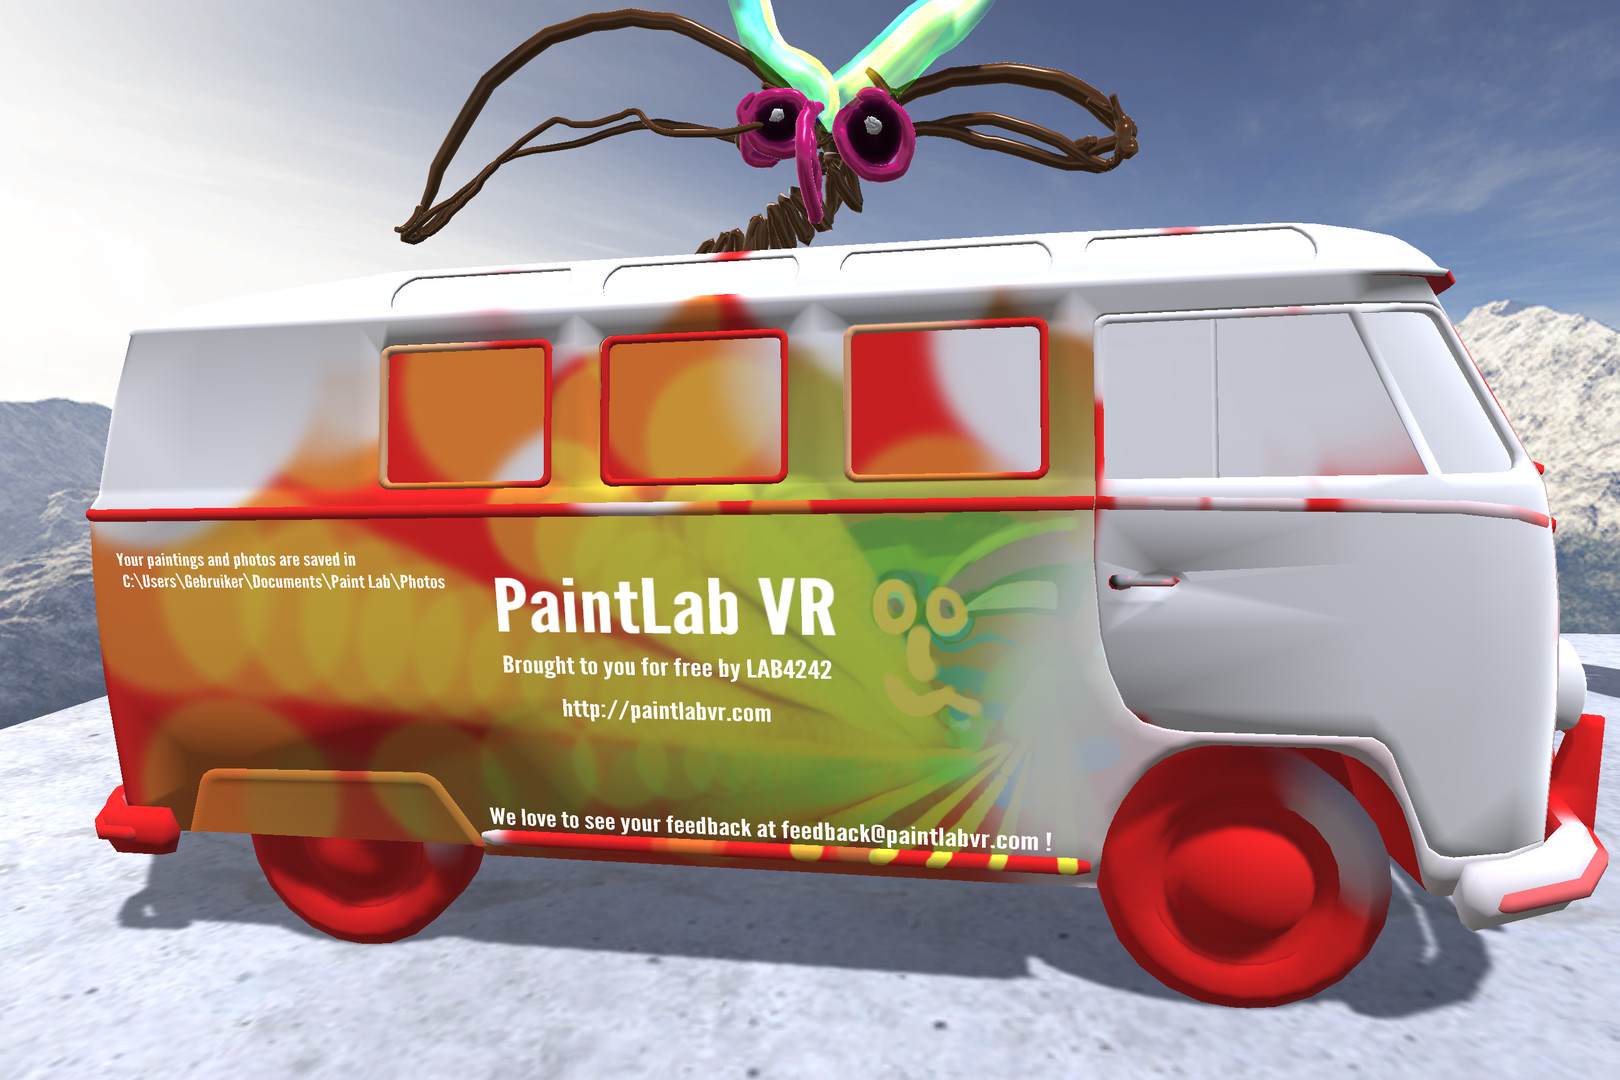 Your paintings and photos are saved in
C:\Users\Gebruiker\Documents\Paint Lab\Photos
PaintLab VR
Brought to you for free by LAB4242
http://paintlabvr.com
We love to see your feedback at feedback@paintlabvr.com !